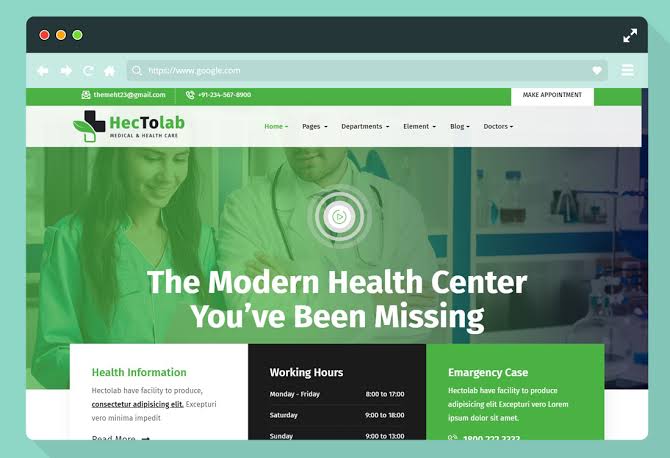 https://www.google.com
themeht23@gmail.com
+91-234-567-8900
MAKE APPOINTMENT
HecTolab
MEDICAL & HEALTH CARE
Home
Pages
Departments
Element
Blog
Doctors
The Modern Health Center
You've Been Missing
Health Information
Hectolab have facility to produce,
consectur adipisicing elit. Excepturi
vero minima impedit
Read More
Working Hours
Monday - Friday 8:00 to 17:00
Saturday 9:00 to 18:00
Sunday 9:00 to 13:00
Emergency Case
Hectolab have facility to produce
adipisicing elit Excepturi vero Lorem
ipsum dolor sit amet.
1800 222 3333